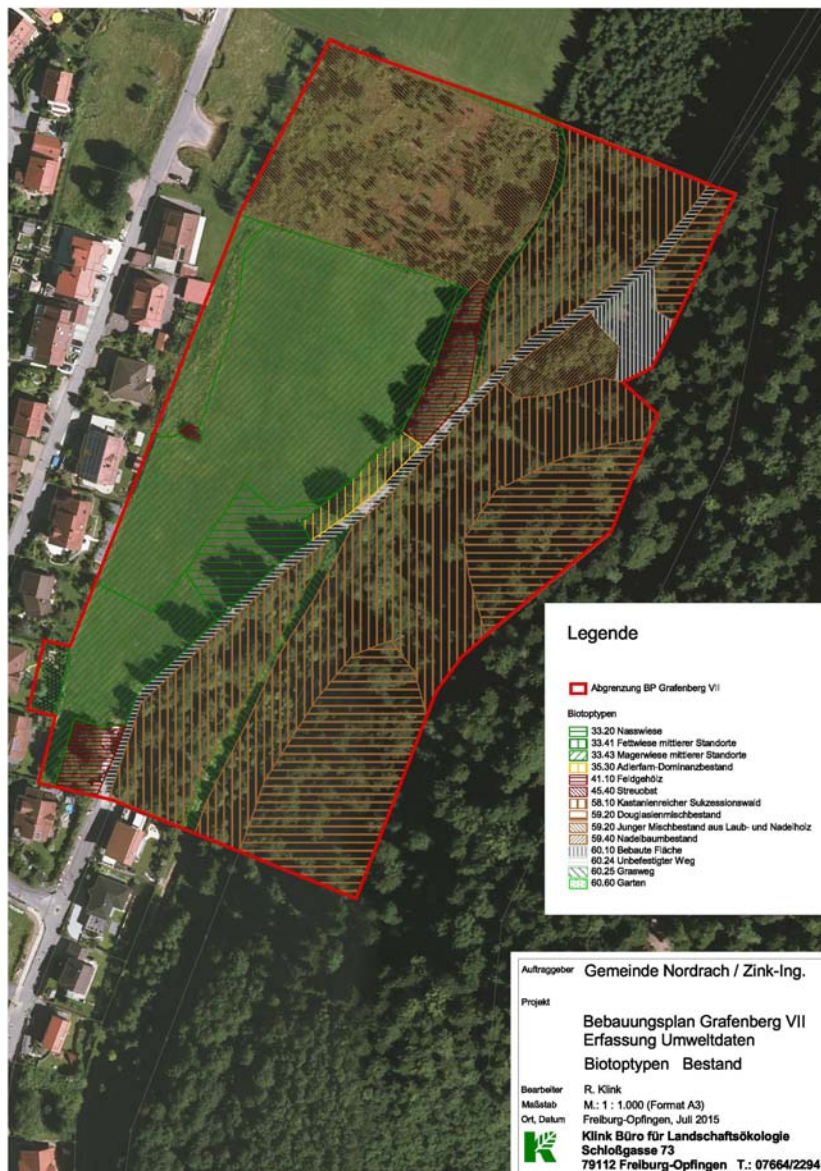 Legende
Abgrenzung BP Grafenberg VII
Biotoptypen
33.20 Nasswiese
33.41 Fettwiese mittlerer Standorte
33.43 Magerwiese mittlerer Standorte
35.30 Adlerfarn-Dominanzbestand
41.10 Feldgehölz
45.40 Streuobst
58.10 Kastanienreicher Sukzessionswald
59.20 Douglasienmischbestand
59.20 Junger Mischbestand aus Laub- und Nadelholz
59.40 Nadelbaumbestand
60.10 Bebaute Fläche
60.24 Unbefestigter Weg
60.25 Grasweg
60.60 Garten
Auftraggeber Gemeinde Nordrach / Zink-Ing.
Projekt
Bebauungsplan Grafenberg VII
Erfassung Umweltdaten
Biotoptypen Bestand
Bearbeiter R. Klink
Maßstab M.: 1 : 1.000 (Format A3)
Ort, Datum Freiburg-Opfingen, Juli 2015
Klink Büro für Landschaftsökologie
Schloßgasse 73
79112 Freiburg-Opfingen T.: 07664/2294